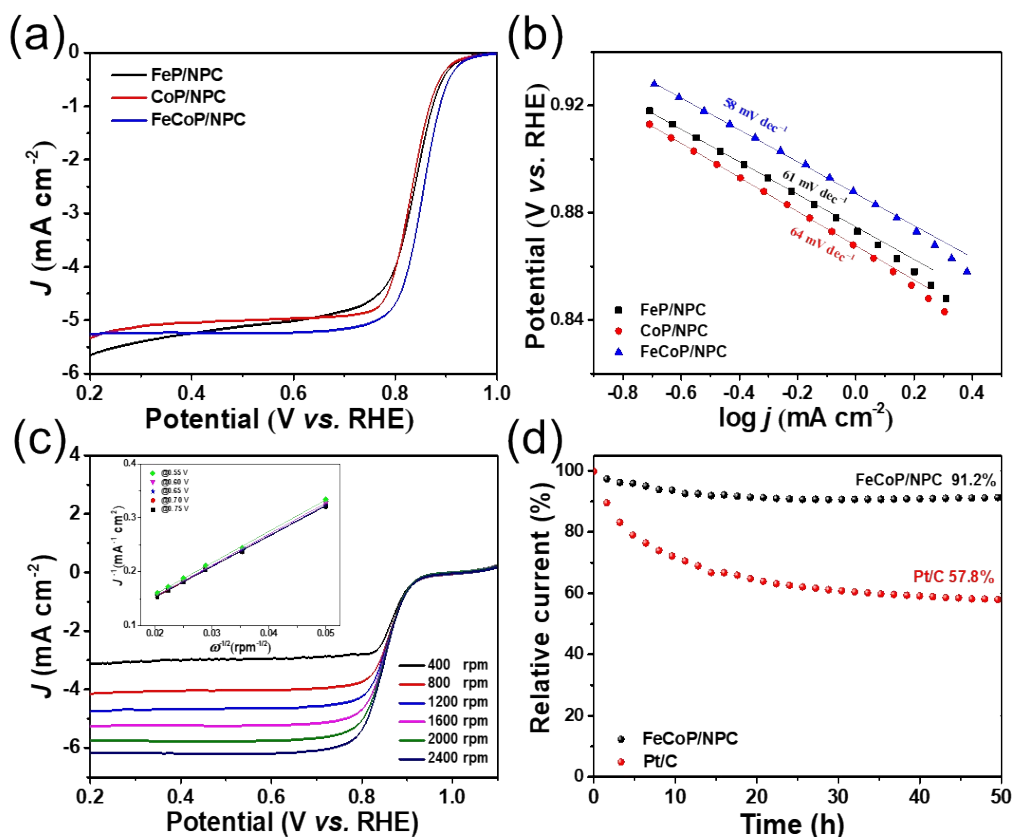 (a)
FeP/NPC
CoP/NPC
FeCoP/NPC
J (mA cm⁻²)
0
-1
-2
-3
-4
-5
-6
0.2 0.4 0.6 0.8 1.0
Potential (V vs. RHE)
(b)
58 mV dec⁻¹
61 mV dec⁻¹
64 mV dec⁻¹
FeP/NPC
CoP/NPC
FeCoP/NPC
Potential (V vs. RHE)
0.92
0.88
0.84
-0.8 -0.6 -0.4 -0.2 0.0 0.2 0.4
log j (mA cm⁻²)
(c)
@0.55 V
@0.60 V
@0.65 V
@0.70 V
@0.75 V
J⁻¹(mA⁻¹ cm²)
0.4
0.3
0.2
0.1
0.02 0.03 0.04 0.05
ω⁻¹/²(rpm⁻¹/²)
400 rpm
800 rpm
1200 rpm
1600 rpm
2000 rpm
2400 rpm
J (mA cm⁻²)
4
2
0
-2
-4
-6
0.2 0.4 0.6 0.8 1.0
Potential (V vs. RHE)
(d)
FeCoP/NPC 91.2%
Pt/C 57.8%
FeCoP/NPC
Pt/C
Relative current (%)
100
80
60
40
20
0
0 10 20 30 40 50
Time (h)